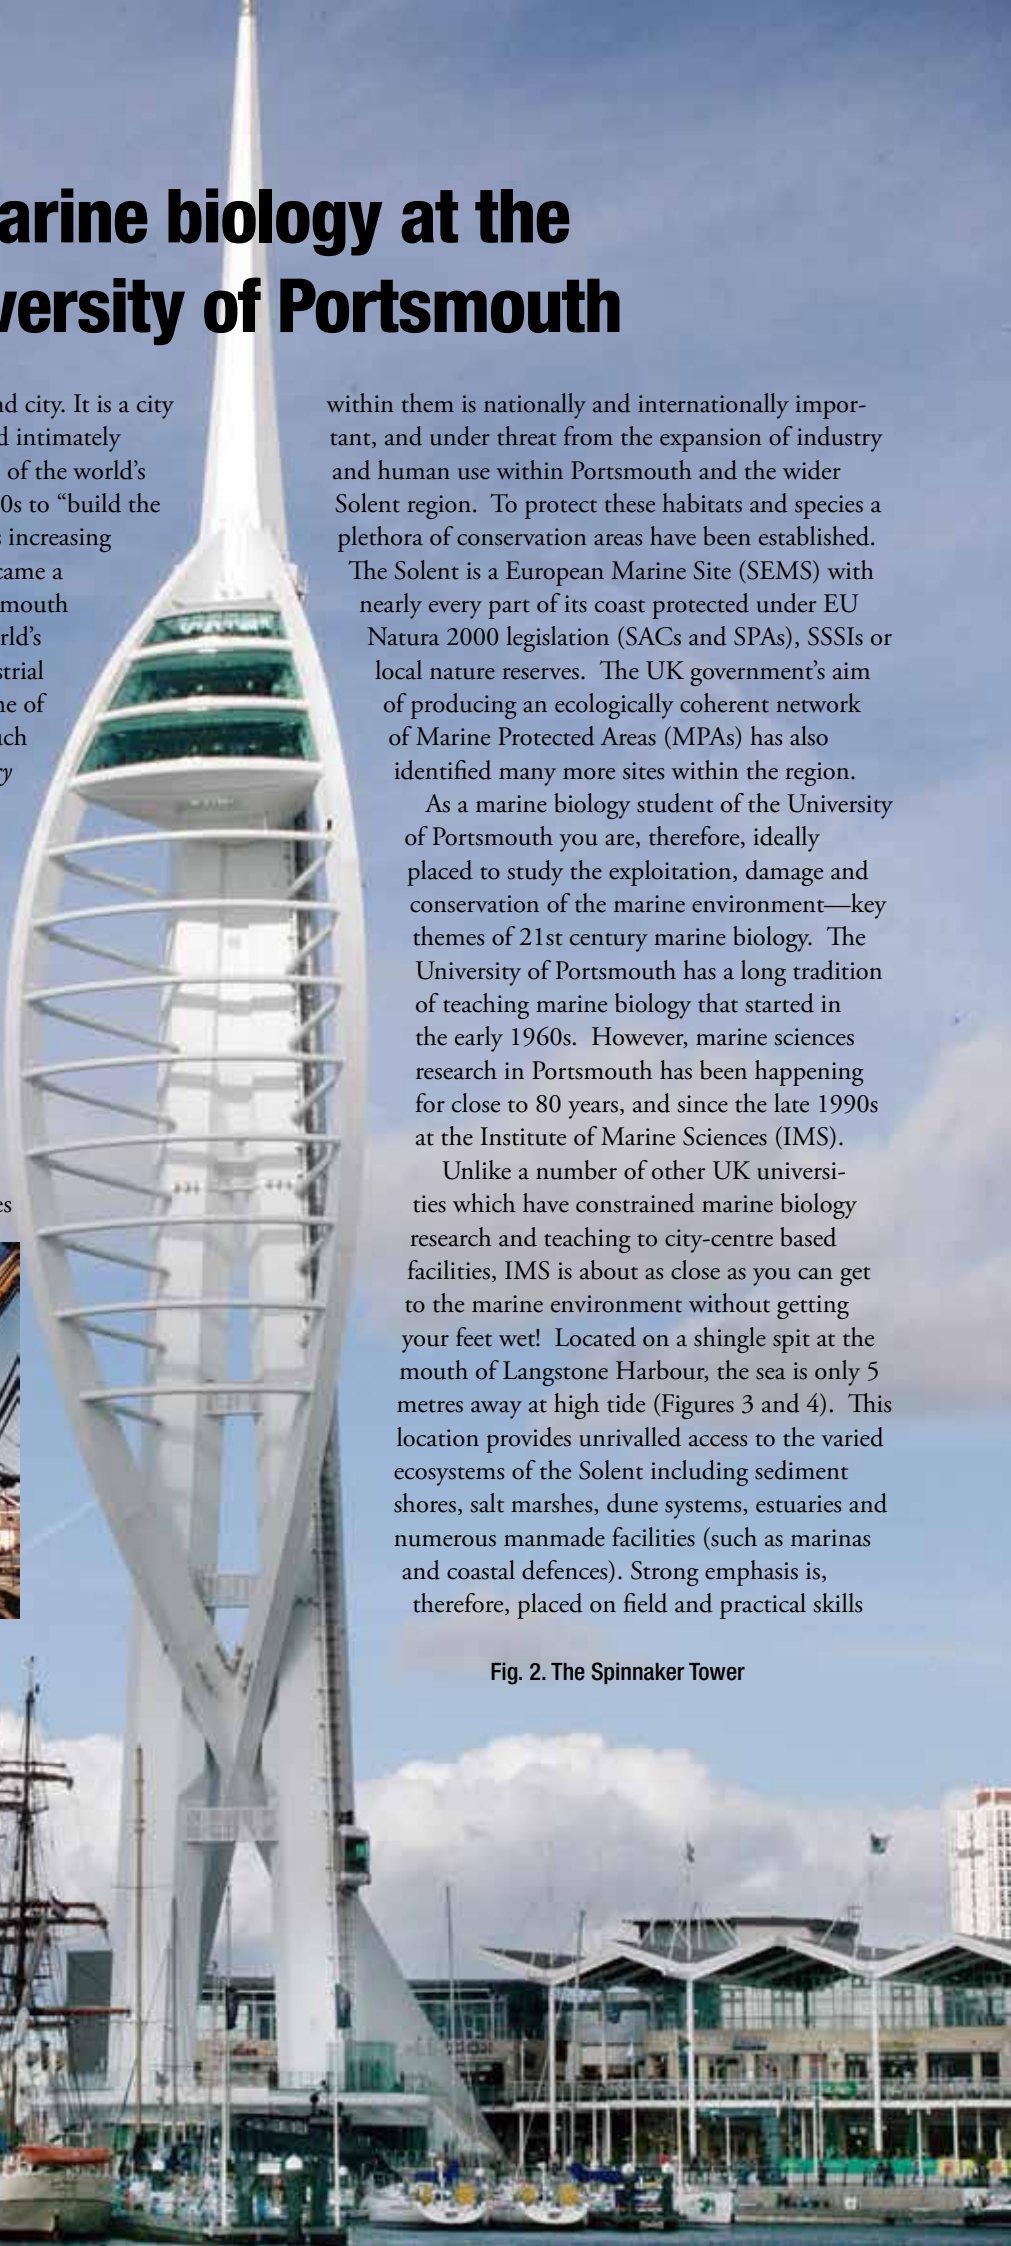 arine biology at the
versity of Portsmouth
nd city. It is a city
d intimately
of the world's
0s to “build the
s increasing
came a
mouth
rld's
strial
ne of
uch
ry
es
within them is nationally and internationally impor-
tant, and under threat from the expansion of industry
and human use within Portsmouth and the wider
Solent region. To protect these habitats and species a
plethora of conservation areas have been established.
The Solent is a European Marine Site (SEMS) with
nearly every part of its coast protected under EU
Natura 2000 legislation (SACs and SPAs), SSSIs or
local nature reserves. The UK government's aim
of producing an ecologically coherent network
of Marine Protected Areas (MPAs) has also
identified many more sites within the region.
As a marine biology student of the University
of Portsmouth you are, therefore, ideally
placed to study the exploitation, damage and
conservation of the marine environment—key
themes of 21st century marine biology. The
University of Portsmouth has a long tradition
of teaching marine biology that started in
the early 1960s. However, marine sciences
research in Portsmouth has been happening
for close to 80 years, and since the late 1990s
at the Institute of Marine Sciences (IMS).
Unlike a number of other UK universi-
ties which have constrained marine biology
research and teaching to city-centre based
facilities, IMS is about as close as you can get
to the marine environment without getting
your feet wet! Located on a shingle spit at the
mouth of Langstone Harbour, the sea is only 5
metres away at high tide (Figures 3 and 4). This
location provides unrivalled access to the varied
ecosystems of the Solent including sediment
shores, salt marshes, dune systems, estuaries and
numerous manmade facilities (such as marinas
and coastal defences). Strong emphasis is,
therefore, placed on field and practical skills
Fig. 2. The Spinnaker Tower